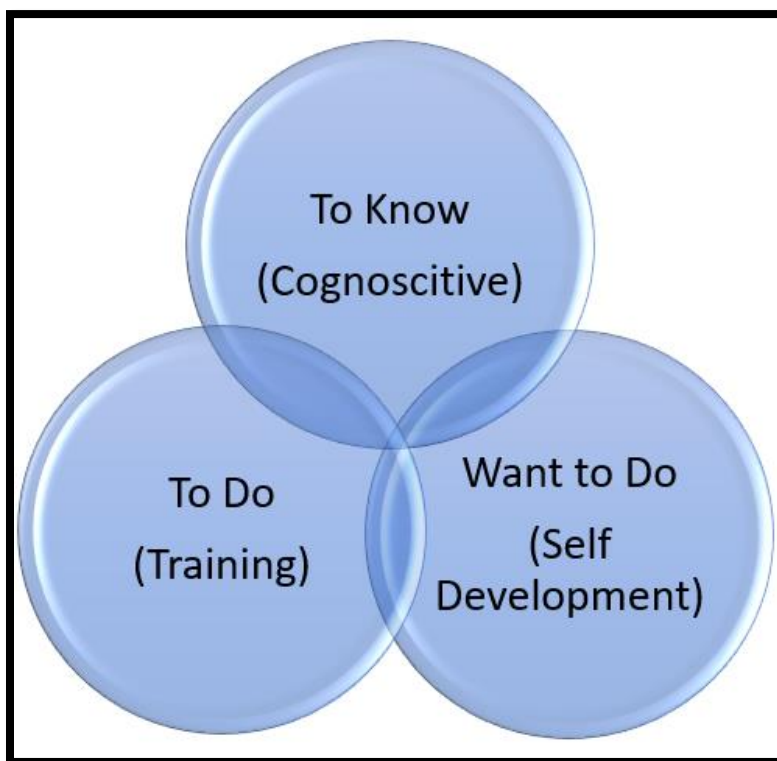 To Know
(Cognoscitive)
To Do
(Training)
Want to Do
(Self
Development)